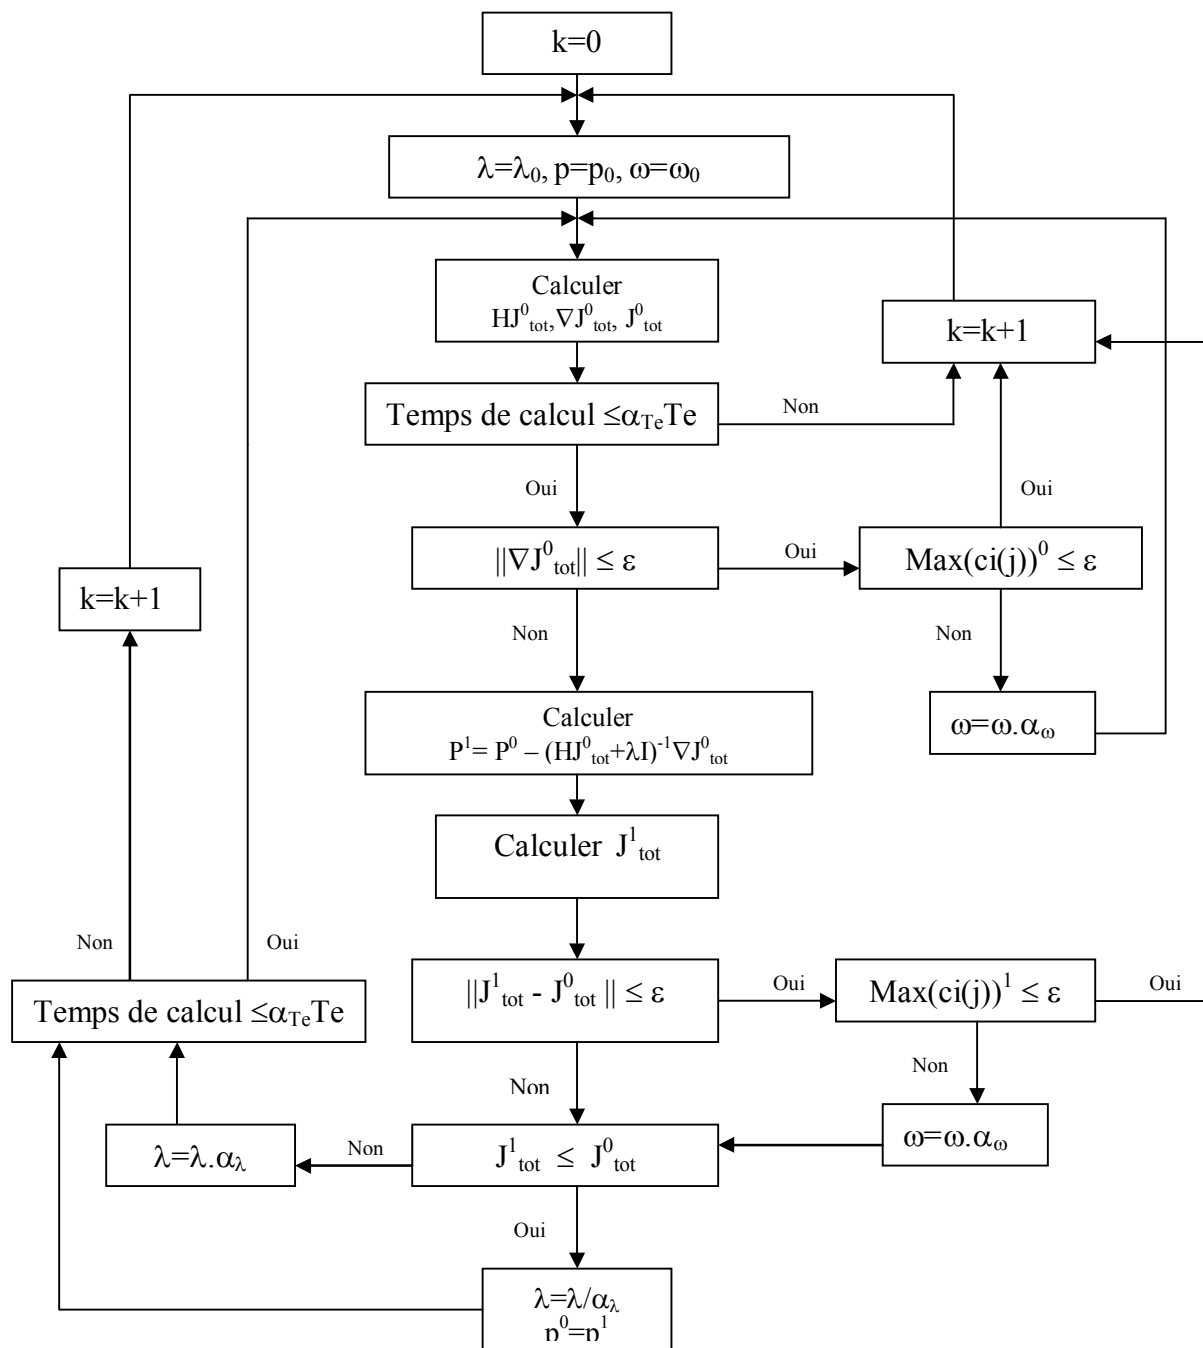 k=0
λ=λ₀, p=p₀, ω=ω₀
Calculer
HJ⁰tot,∇J⁰tot, J⁰tot
k=k+1
Temps de calcul ≤αTeTe
Non
Oui
Oui
||∇J⁰tot|| ≤ ε
Oui
Max(ci(j))⁰ ≤ ε
k=k+1
Non
Non
Calculer
P¹= P⁰ – (HJ⁰tot+λI)⁻¹∇J⁰tot
ω=ω.αω
Calculer J¹tot
Non
Oui
Temps de calcul ≤αTeTe
||J¹tot - J⁰tot || ≤ ε
Oui
Max(ci(j))¹ ≤ ε
Oui
Non
Non
λ=λ.αλ
Non
J¹tot ≤ J⁰tot
ω=ω.αω
Oui
λ=λ/αλ
p⁰=p¹